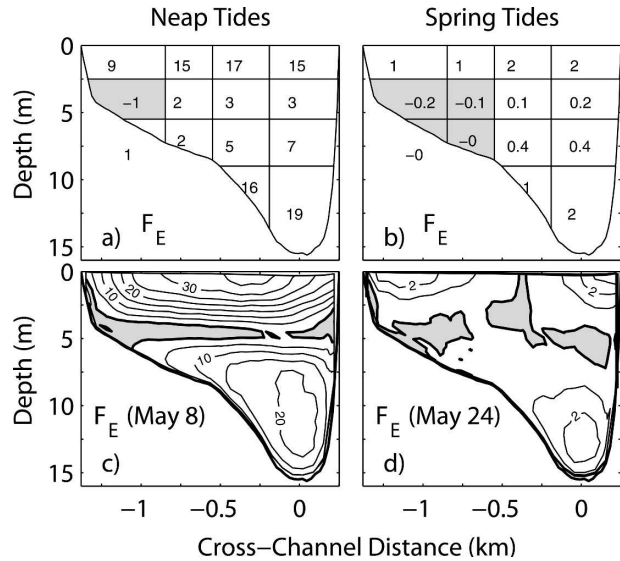 Neap Tides Spring Tides
0
9 15 17 15
−1 2 3 3
2 5 7
1
16
19
5
10
15
Depth (m)
a) F_E
1 1 2 2
−0.2 −0.1 0.1 0.2
−0 0.4 0.4
−0
1
2
b) F_E
0
5
10
15
Depth (m)
10 20 30
10
20
F_E (May 8)
c)
2 2
2
F_E (May 24)
d)
−1 −0.5 0 −1 −0.5 0
Cross−Channel Distance (km)